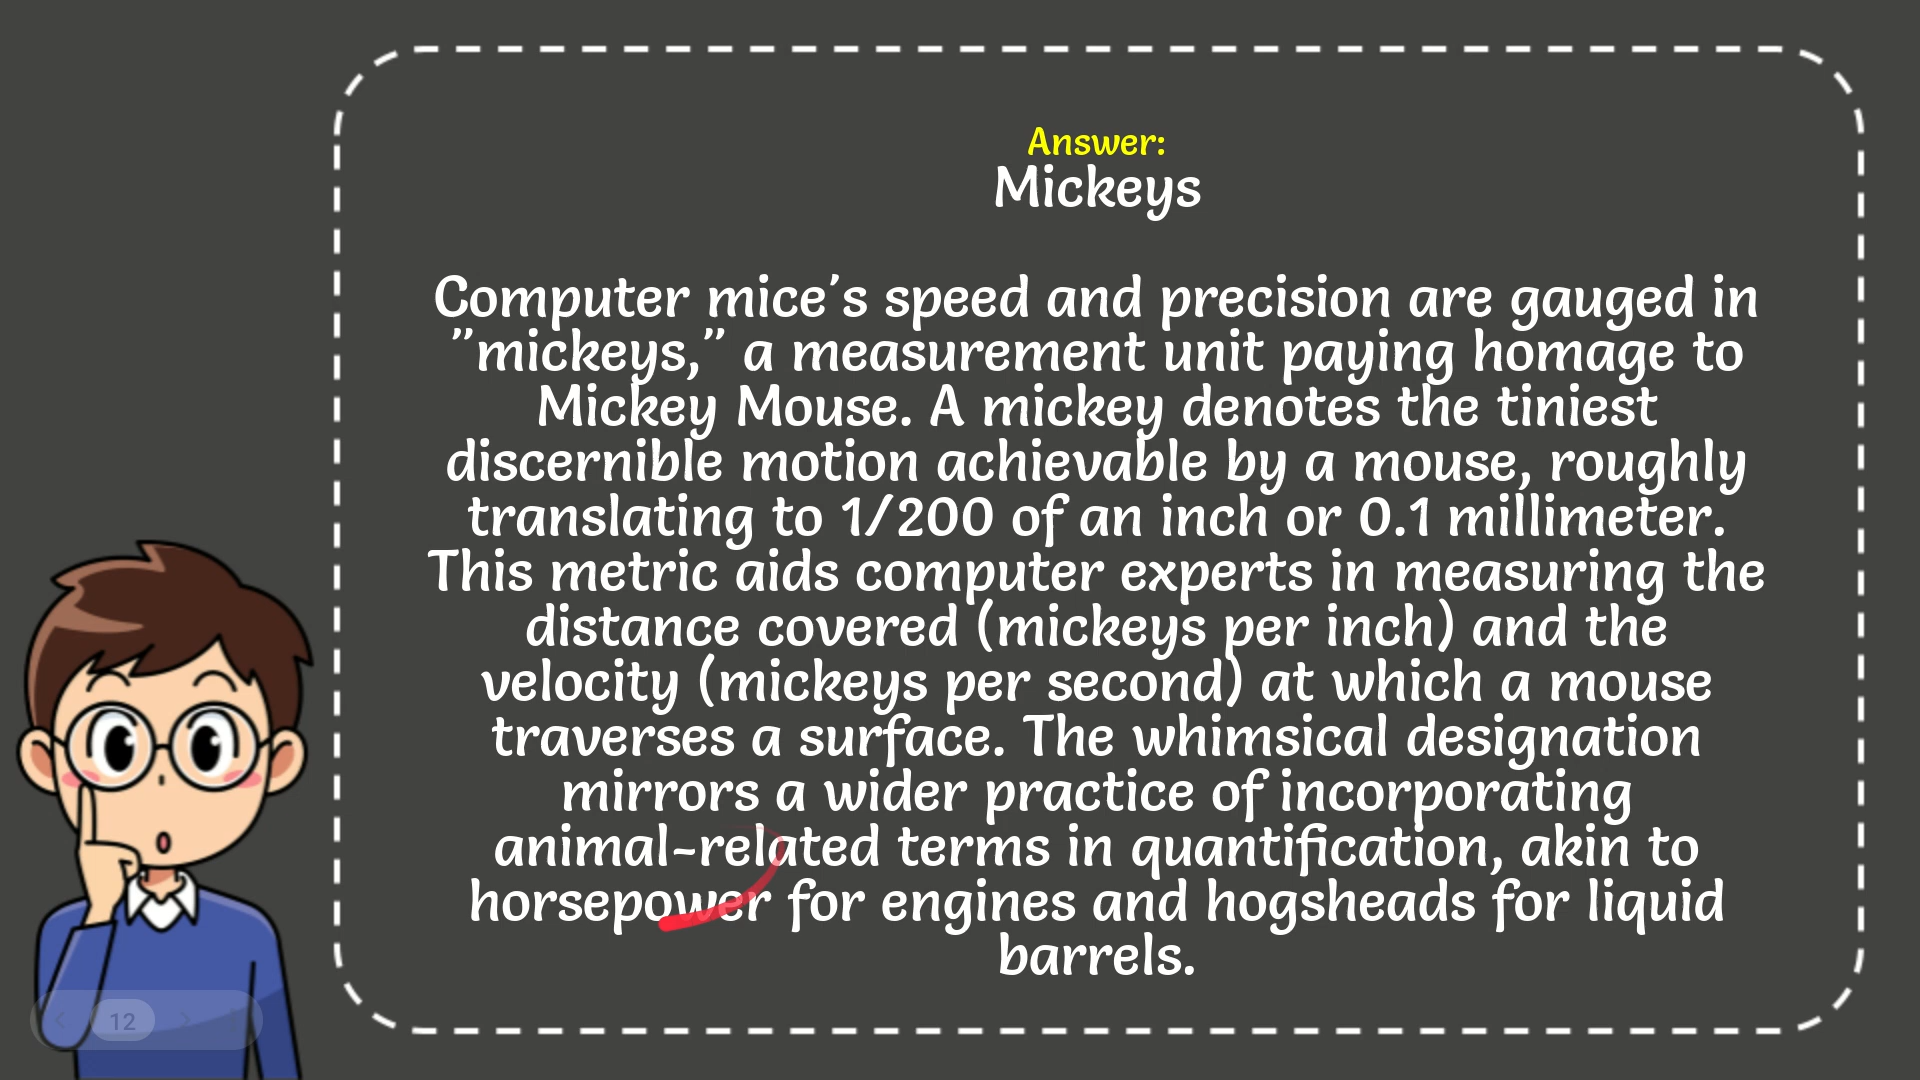 Answer:
Mickeys
Computer mice's speed and precision are gauged in
"mickeys," a measurement unit paying homage to
Mickey Mouse. A mickey denotes the tiniest
discernible motion achievable by a mouse, roughly
translating to 1/200 of an inch or 0.1 millimeter.
This metric aids computer experts in measuring the
distance covered (mickeys per inch) and the
velocity (mickeys per second) at which a mouse
traverses a surface. The whimsical designation
mirrors a wider practice of incorporating
animal-related terms in quantification, akin to
horsepower for engines and hogsheads for liquid
barrels.
12